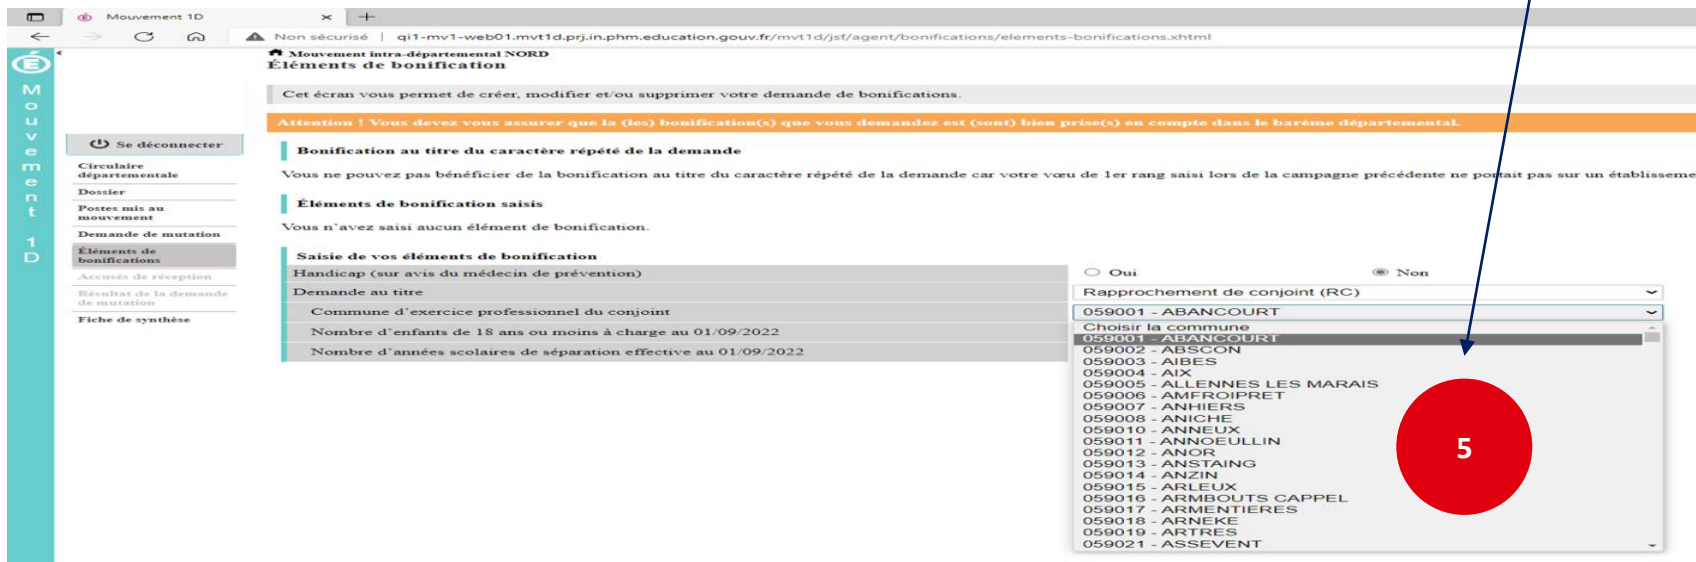 Mouvement 1D
Non sécurisé | qi1-mv1-web01.mvt1d.prj.in.phm.education.gouv.fr/mvt1d/jsf/agent/bonifications/elements-bonifications.xhtml
Mouvement 1D
Mouvement intra-départemental NORD
Éléments de bonification
Cet écran vous permet de créer, modifier et/ou supprimer votre demande de bonifications.
Attention ! Vous devez vous assurer que la (les) bonification(s) que vous demandez est (sont) bien prise(s) en compte dans le barème départemental.
Se déconnecter
Circulaire
départementale
Dossier
Postes mis au
mouvement
Demande de mutation
Éléments de
bonifications
Accusés de réception
Résultat de la demande
de mutation
Fiche de synthèse
Bonification au titre du caractère répété de la demande
Vous ne pouvez pas bénéficier de la bonification au titre du caractère répété de la demande car votre vœu de 1er rang saisi lors de la campagne précédente ne portait pas sur un établisseme
Éléments de bonification saisis
Vous n'avez saisi aucun élément de bonification.
Saisie de vos éléments de bonification
Handicap (sur avis du médecin de prévention)
Oui
Non
Demande au titre
Rapprochement de conjoint (RC)
Commune d'exercice professionnel du conjoint
059001 - ABANCOURT
Nombre d'enfants de 18 ans ou moins à charge au 01/09/2022
Nombre d'années scolaires de séparation effective au 01/09/2022
Choisir la commune
059001 - ABANCOURT
059002 - ABSCON
059003 - AIBES
059004 - AIX
059005 - ALLENNES LES MARAIS
059006 - AMFROIPRET
059007 - ANHIERS
059008 - ANICHE
059010 - ANNEUX
059011 - ANNOEULLIN
059012 - ANOR
059013 - ANSTAING
059014 - ANZIN
059015 - ARLEUX
059016 - ARMBOUTS CAPPEL
059017 - ARMENTIERES
059018 - ARNEKE
059019 - ARTRES
059021 - ASSEVENT
5